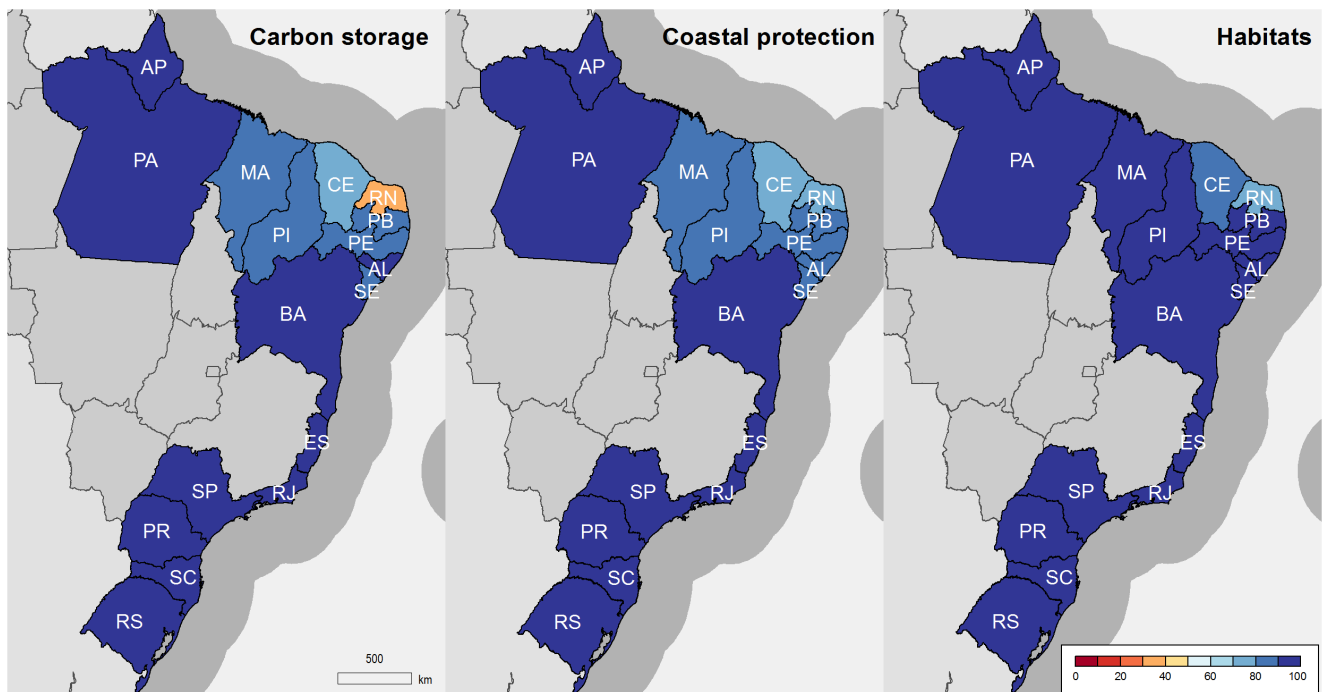 Carbon storage
AP
PA
MA
CE
RN
PB
PI
PE
AL
SE
BA
ES
SP
RJ
PR
SC
RS
500
km
Coastal protection
AP
PA
MA
CE
RN
PB
PI
PE
AL
SE
BA
ES
SP
RJ
PR
SC
RS
Habitats
AP
PA
MA
CE
RN
PB
PI
PE
AL
SE
BA
ES
SP
RJ
PR
SC
RS
0 20 40 60 80 100